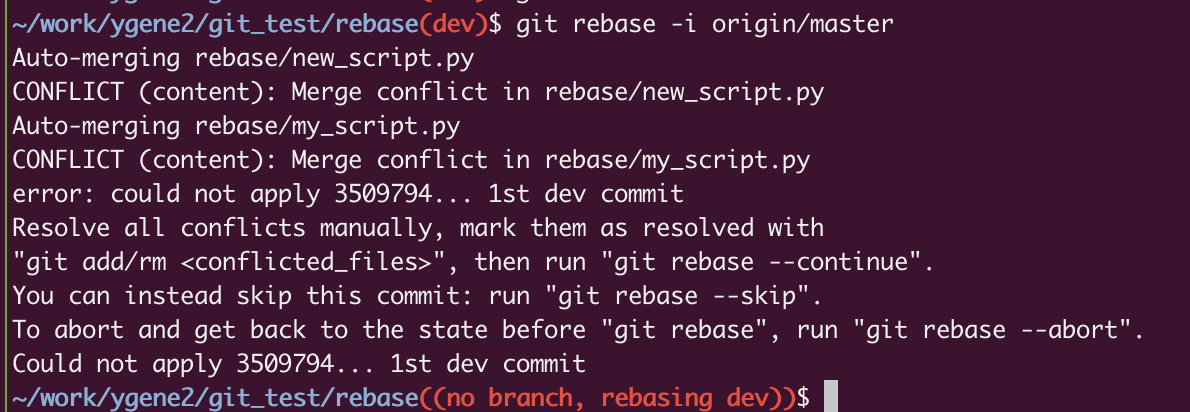 ~/work/ygene2/git_test/rebase(dev)$ git rebase -i origin/master
Auto-merging rebase/new_script.py
CONFLICT (content): Merge conflict in rebase/new_script.py
Auto-merging rebase/my_script.py
CONFLICT (content): Merge conflict in rebase/my_script.py
error: could not apply 3509794... 1st dev commit
Resolve all conflicts manually, mark them as resolved with
"git add/rm <conflicted_files>", then run "git rebase --continue".
You can instead skip this commit: run "git rebase --skip".
To abort and get back to the state before "git rebase", run "git rebase --abort".
Could not apply 3509794... 1st dev commit
~/work/ygene2/git_test/rebase((no branch, rebasing dev))$